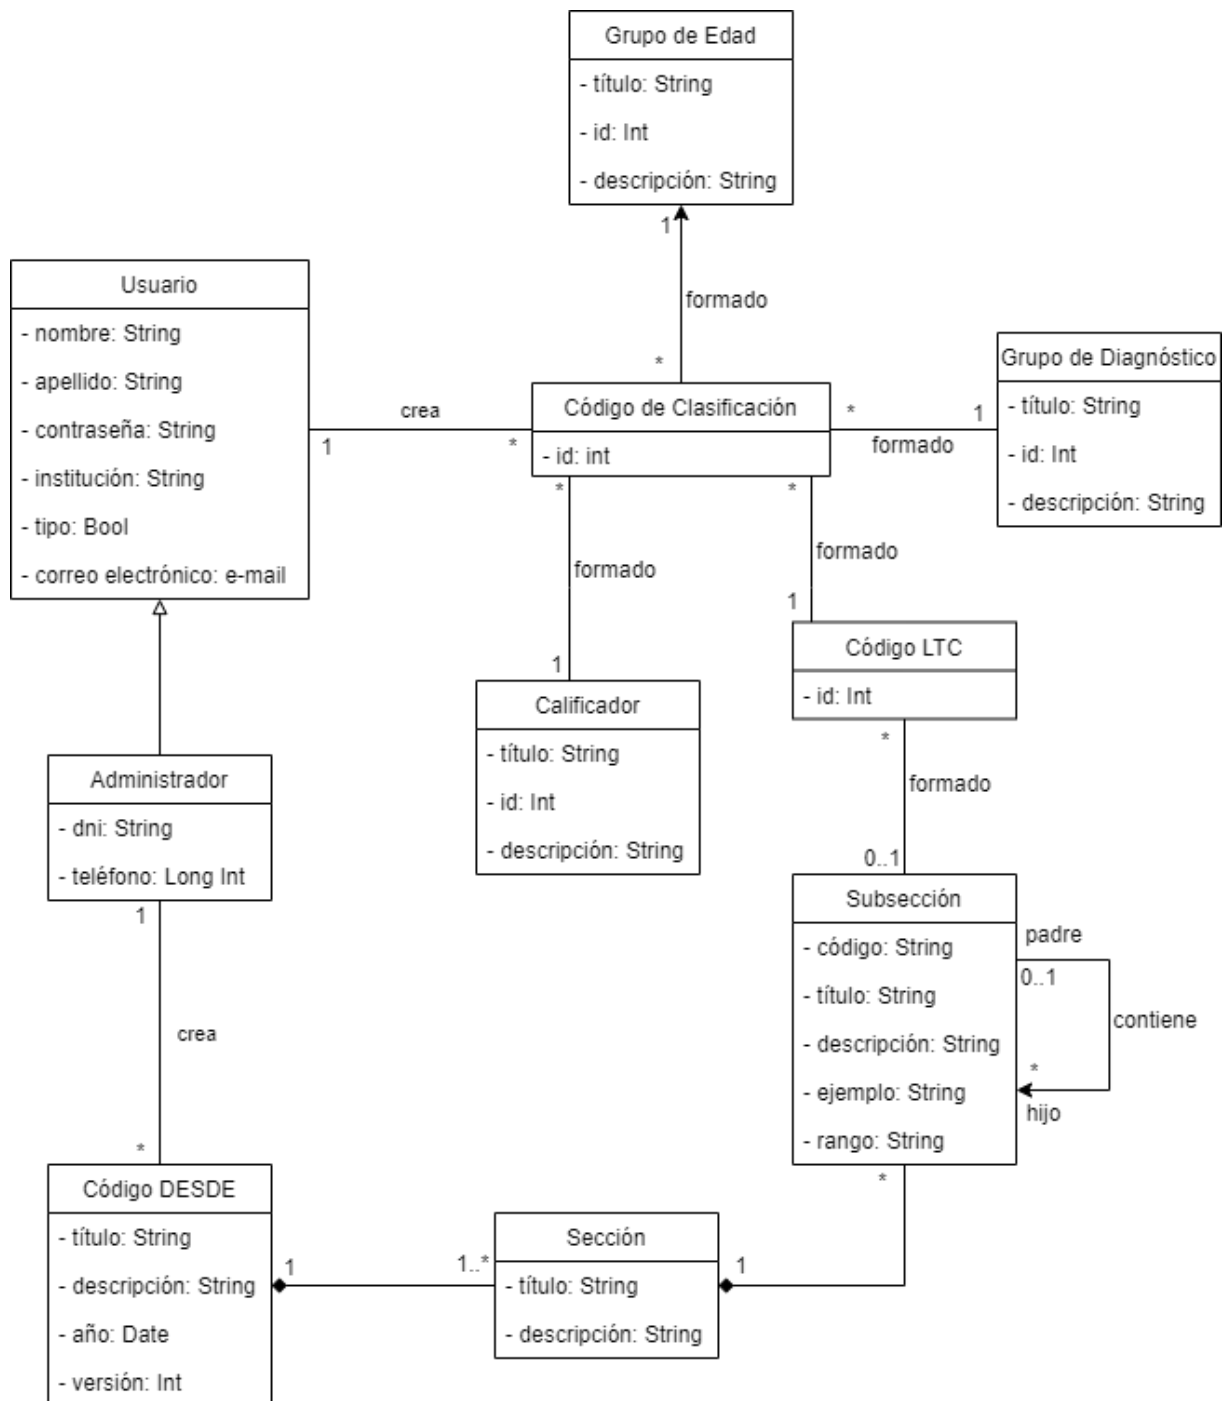 Grupo de Edad
- título: String
- id: Int
- descripción: String
1
formado
*
Usuario
- nombre: String
- apellido: String
- contraseña: String
- institución: String
- tipo: Bool
- correo electrónico: e-mail
crea
1
*
Código de Clasificación
- id: int
*
1
formado
Grupo de Diagnóstico
- título: String
- id: Int
- descripción: String
*
formado
1
*
formado
1
Calificador
- título: String
- id: Int
- descripción: String
Código LTC
- id: Int
*
formado
0..1
Administrador
- dni: String
- teléfono: Long Int
1
crea
*
Subsección
- código: String
- título: String
- descripción: String
- ejemplo: String
- rango: String
padre
0..1
contiene
*
hijo
*
Código DESDE
- título: String
- descripción: String
- año: Date
- versión: Int
1
1..*
Sección
- título: String
- descripción: String
1